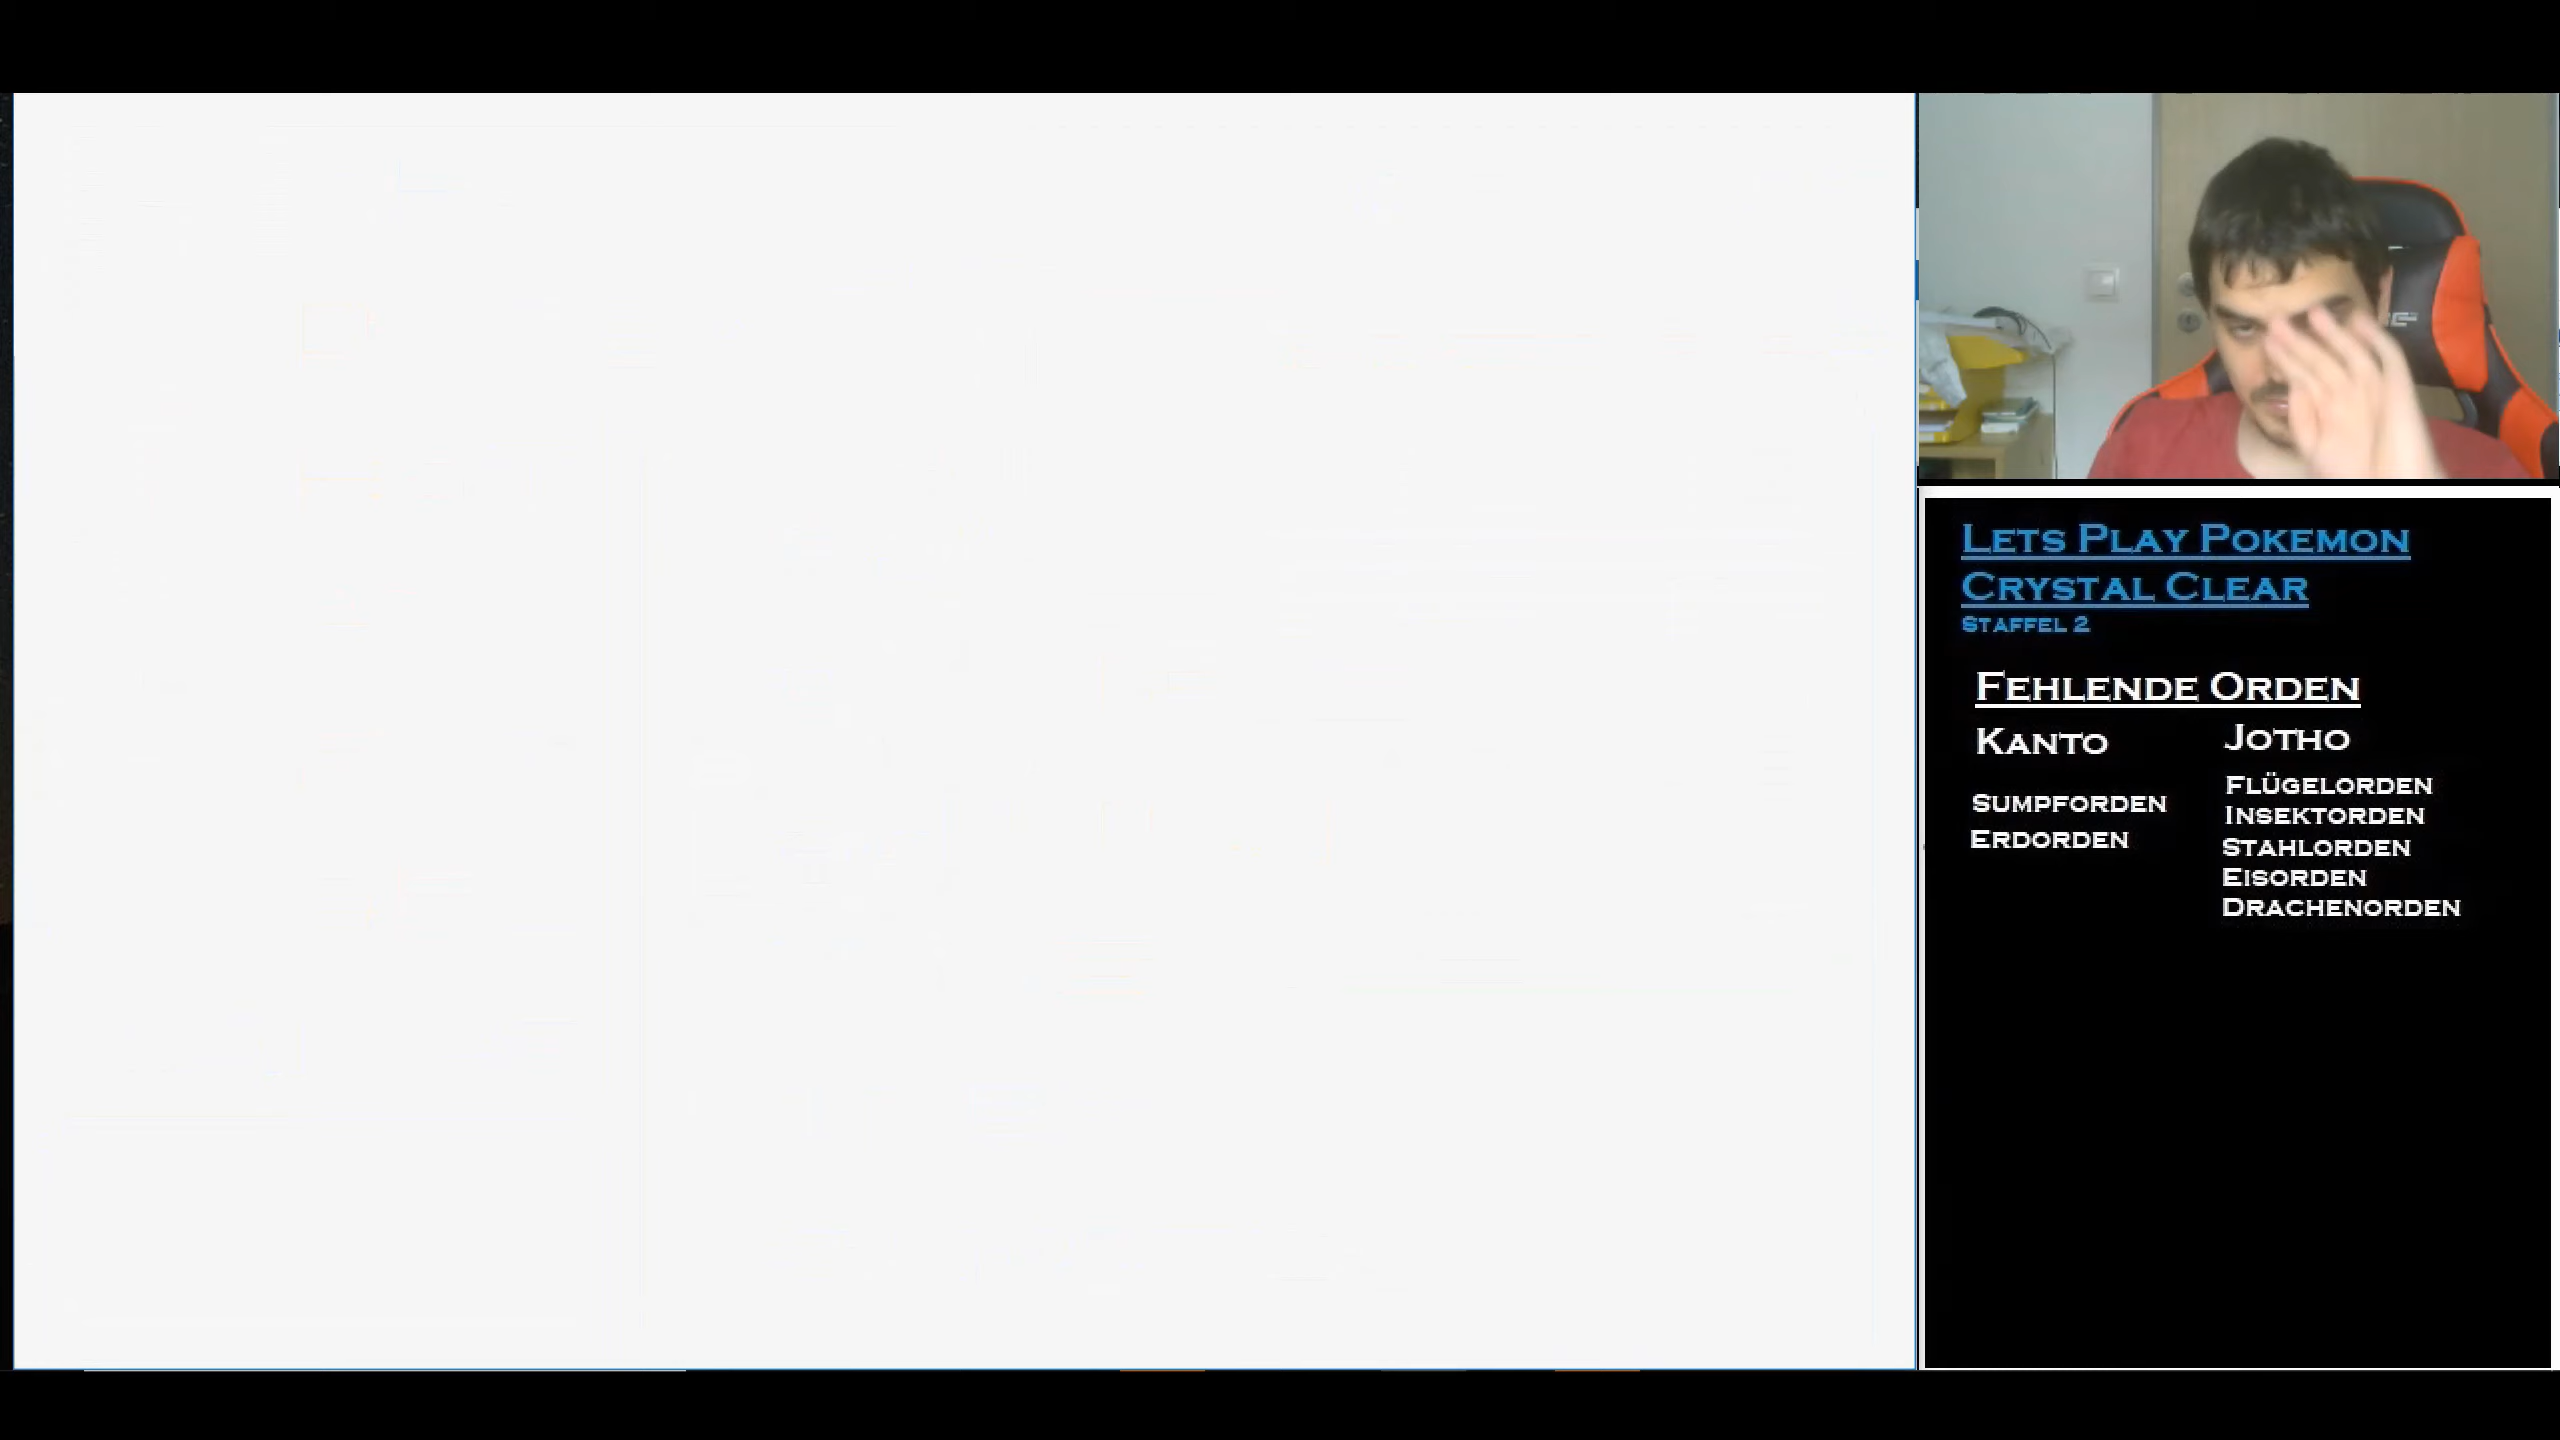 Lets Play Pokemon
Crystal Clear
Staffel 2
Fehlende Orden
Kanto
Sumpforden
Erdorden
Jotho
Flügelorden
Insektorden
Stahlorden
Eisorden
Drachenorden